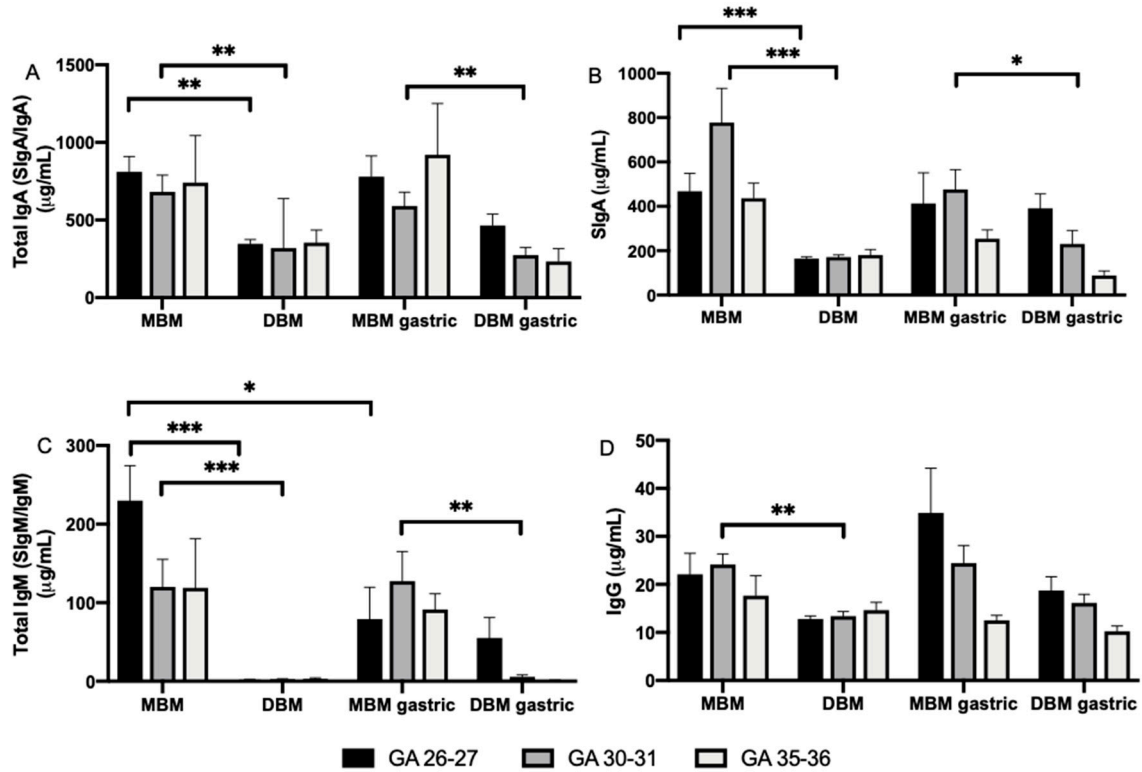 A
Total IgA (SIgA/IgA)
(μg/mL)
1500
1000
500
0
**
**
**
MBM DBM MBM gastric DBM gastric
B
SIgA (μg/mL)
1000
800
600
400
200
0
***
***
*
MBM DBM MBM gastric DBM gastric
C
Total IgM (SIgM/IgM)
(μg/mL)
300
200
100
0
*
***
***
**
MBM DBM MBM gastric DBM gastric
D
IgG (μg/mL)
50
40
30
20
10
0
**
MBM DBM MBM gastric DBM gastric
GA 26-27 GA 30-31 GA 35-36